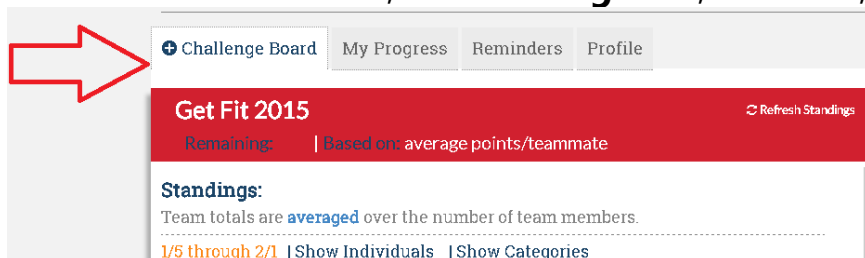 Challenge Board My Progress Reminders Profile
Get Fit 2015 Refresh Standings
Remaining: | Based on: average points/teammate
Standings:
Team totals are averaged over the number of team members.
1/5 through 2/1 | Show Individuals | Show Categories